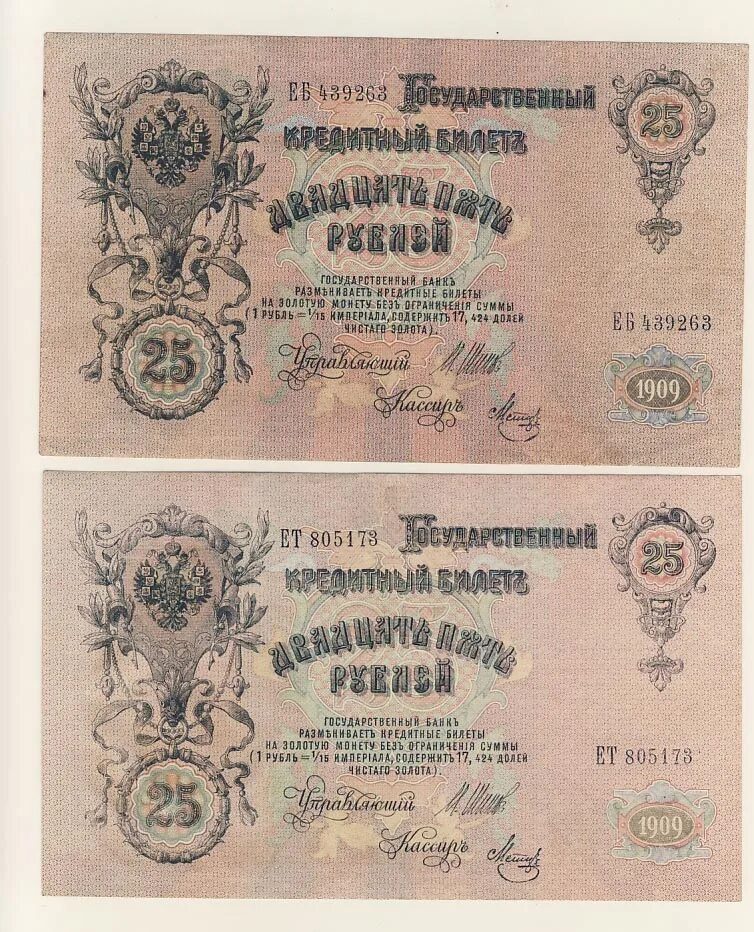 ЕБ 439263 Государственный 25
Кредитный Билетъ
Двадцать пять
рублей
ГОСУДАРСТВЕННЫЙ БАНКЪ
РАЗМѢНИВАЕТЪ КРЕДИТНЫЕ БИЛЕТЫ
НА ЗОЛОТУЮ МОНЕТУ БЕЗЪ ОГРАНИЧЕНІЯ СУММЫ
(1 РУБЛЬ = 1/15 ИМПЕРІАЛА, СОДЕРЖИТЪ 17, 424 ДОЛЕЙ
ЧИСТАГО ЗОЛОТА).
ЕБ 439263
25
Управляющій
1909
Кассиръ
ЕТ 805173 Государственный 25
Кредитный Билетъ
Двадцать пять
рублей
ГОСУДАРСТВЕННЫЙ БАНКЪ
РАЗМѢНИВАЕТЪ КРЕДИТНЫЕ БИЛЕТЫ
НА ЗОЛОТУЮ МОНЕТУ БЕЗЪ ОГРАНИЧЕНІЯ СУММЫ
(1 РУБЛЬ = 1/15 ИМПЕРІАЛА, СОДЕРЖИТЪ 17, 424 ДОЛЕЙ
ЧИСТАГО ЗОЛОТА).
ЕТ 805173
25
Управляющій
1909
Кассиръ